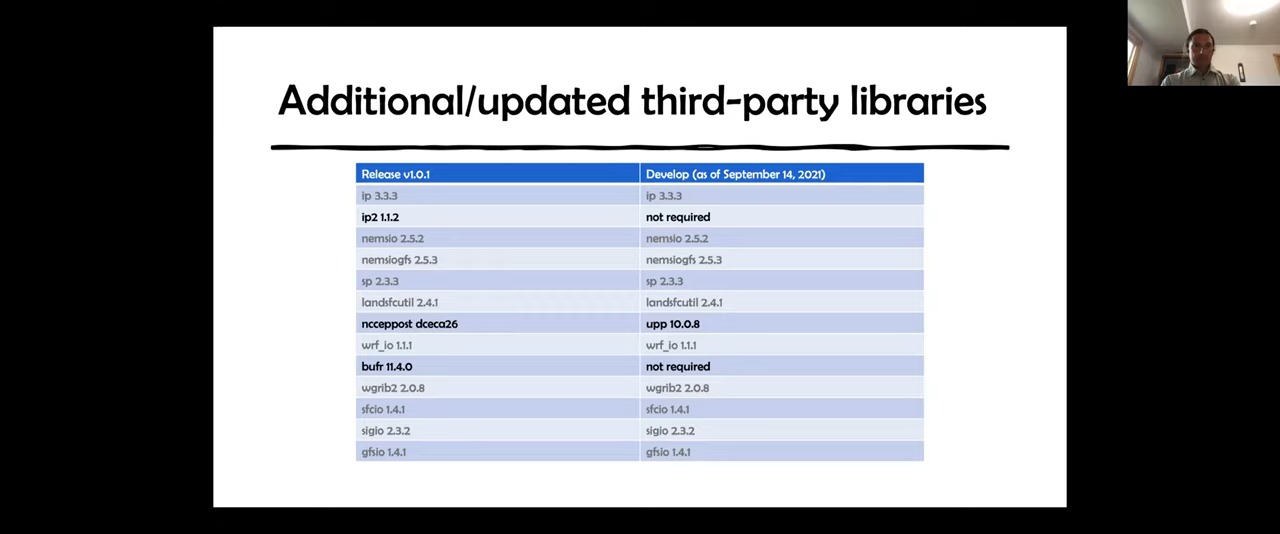 Additional/updated third-party libraries
Release v1.0.1 Develop (as of September 14, 2021)
ip 3.3.3 ip 3.3.3
ip2 1.1.2 not required
nemsio 2.5.2 nemsio 2.5.2
nemsiogfs 2.5.3 nemsiogfs 2.5.3
sp 2.3.3 sp 2.3.3
landsfcutil 2.4.1 landsfcutil 2.4.1
ncceppost dceca26 upp 10.0.8
wrf_io 1.1.1 wrf_io 1.1.1
bufr 11.4.0 not required
wgrib2 2.0.8 wgrib2 2.0.8
sfcio 1.4.1 sfcio 1.4.1
sigio 2.3.2 sigio 2.3.2
gfsio 1.4.1 gfsio 1.4.1